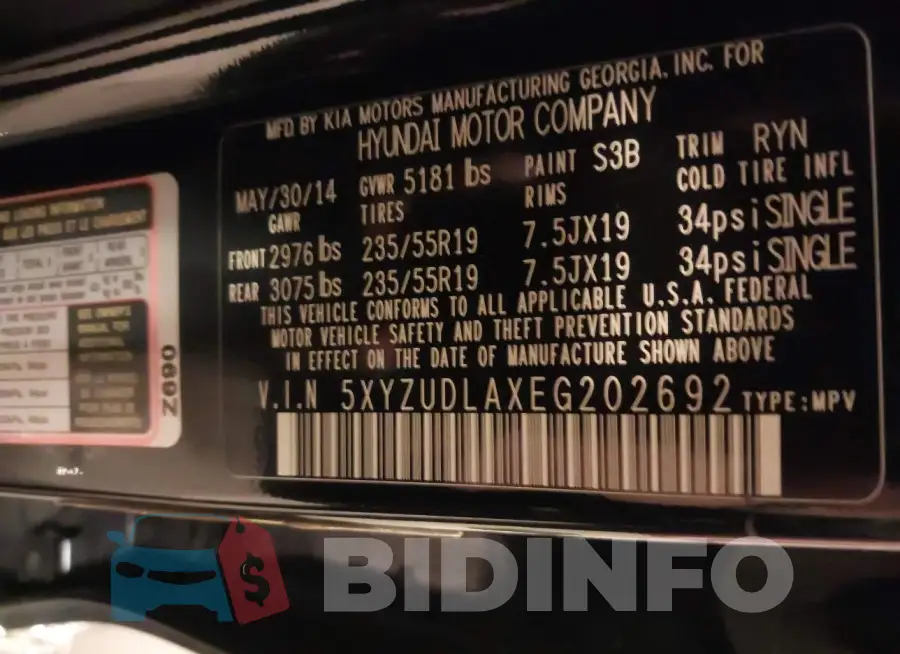 MFD BY KIA MOTORS MANUFACTURING GEORGIA, INC. FOR
HYUNDAI MOTOR COMPANY
MAY/30/14 GVWR 5181 lbs PAINT S3B TRIM RYN
GAWR TIRES RIMS COLD TIRE INFL
FRONT 2976 lbs 235/55R19 7.5JX19 34psi SINGLE
REAR 3075 lbs 235/55R19 7.5JX19 34psi SINGLE
THIS VEHICLE CONFORMS TO ALL APPLICABLE U.S.A. FEDERAL
MOTOR VEHICLE SAFETY AND THEFT PREVENTION STANDARDS
IN EFFECT ON THE DATE OF MANUFACTURE SHOWN ABOVE
V.I.N 5XYZUDLAXEG202692 TYPE:MPV
2Z690
$ BIDINFO